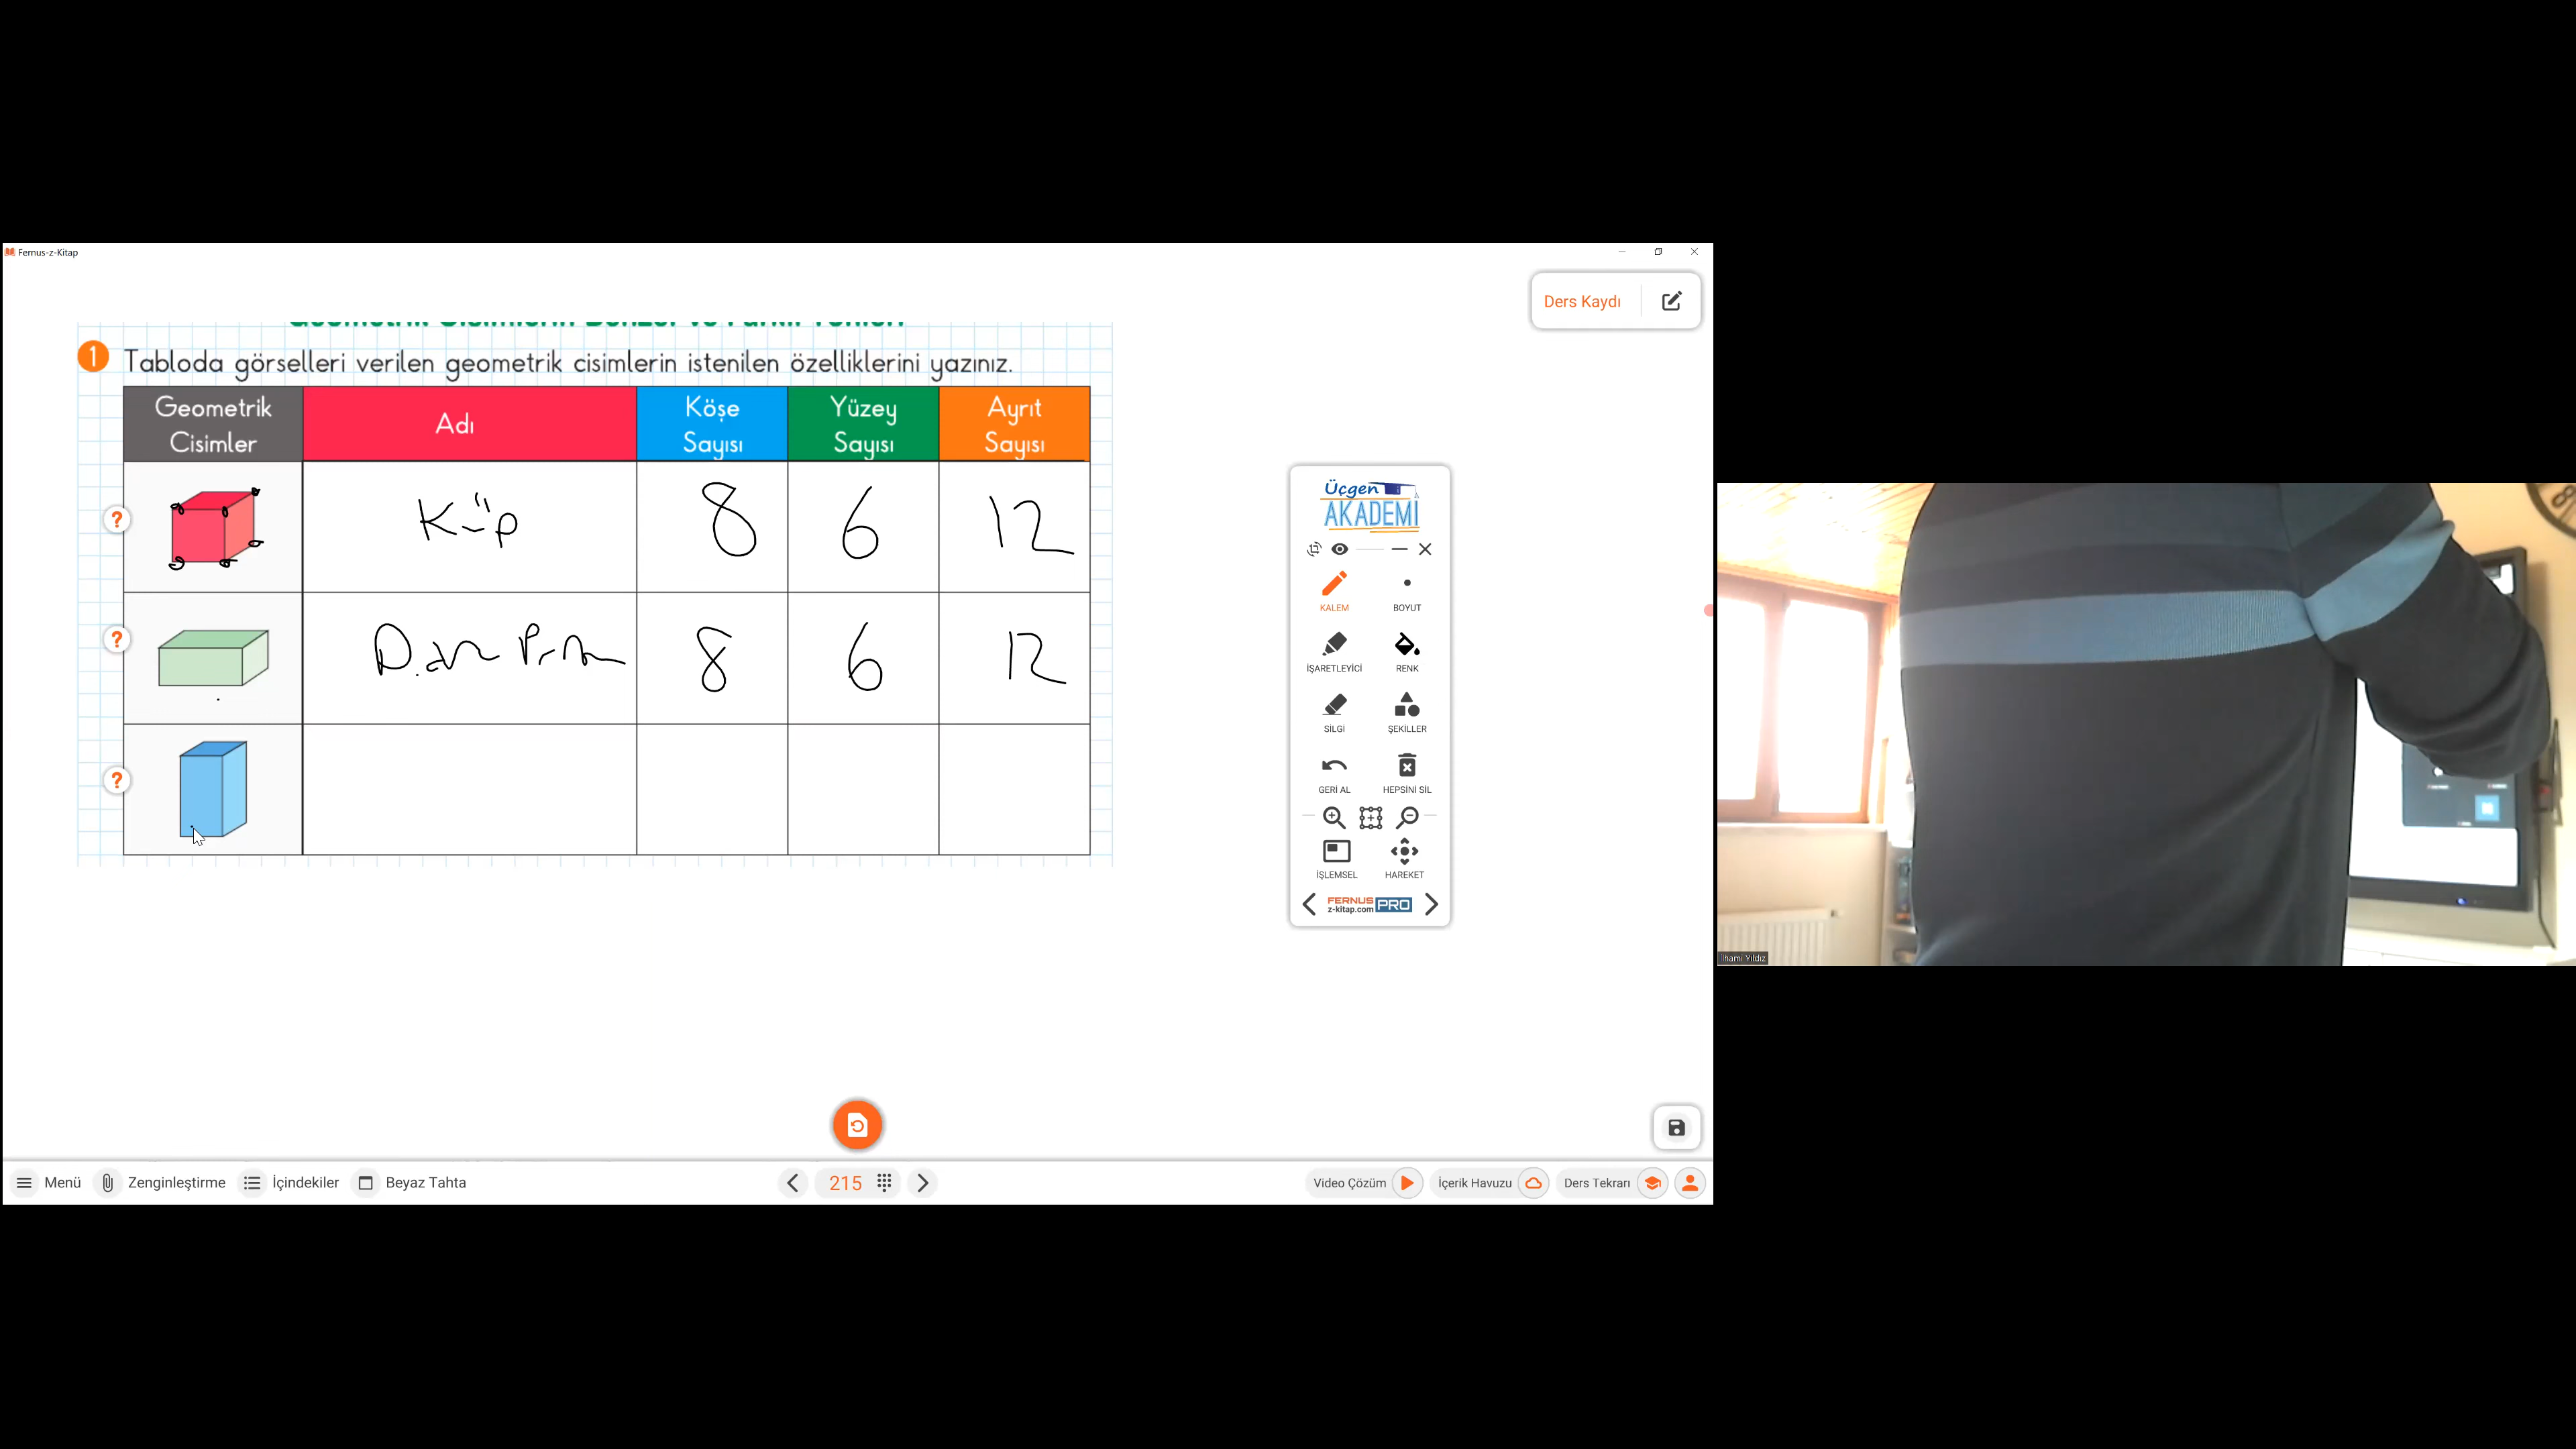 Fernus-z-Kitap
Ders Kaydı
1 Tabloda görselleri verilen geometrik cisimlerin istenilen özelliklerini yazınız.
Geometrik Cisimler
Adı
Köşe Sayısı
Yüzey Sayısı
Ayrıt Sayısı
?
Küp
8
6
12
?
8
6
12
?
Üçgen
AKADEMİ
KALEM
BOYUT
İŞARETLEYİCİ
RENK
SİLGİ
ŞEKİLLER
GERİ AL
HEPSİNİ SİL
İŞLEMSEL
HAREKET
FERNUS
z-kitap.com
PRO
İlhami Yıldız
Menü
Zenginleştirme
İçindekiler
Beyaz Tahta
215
Video Çözüm
İçerik Havuzu
Ders Tekrarı